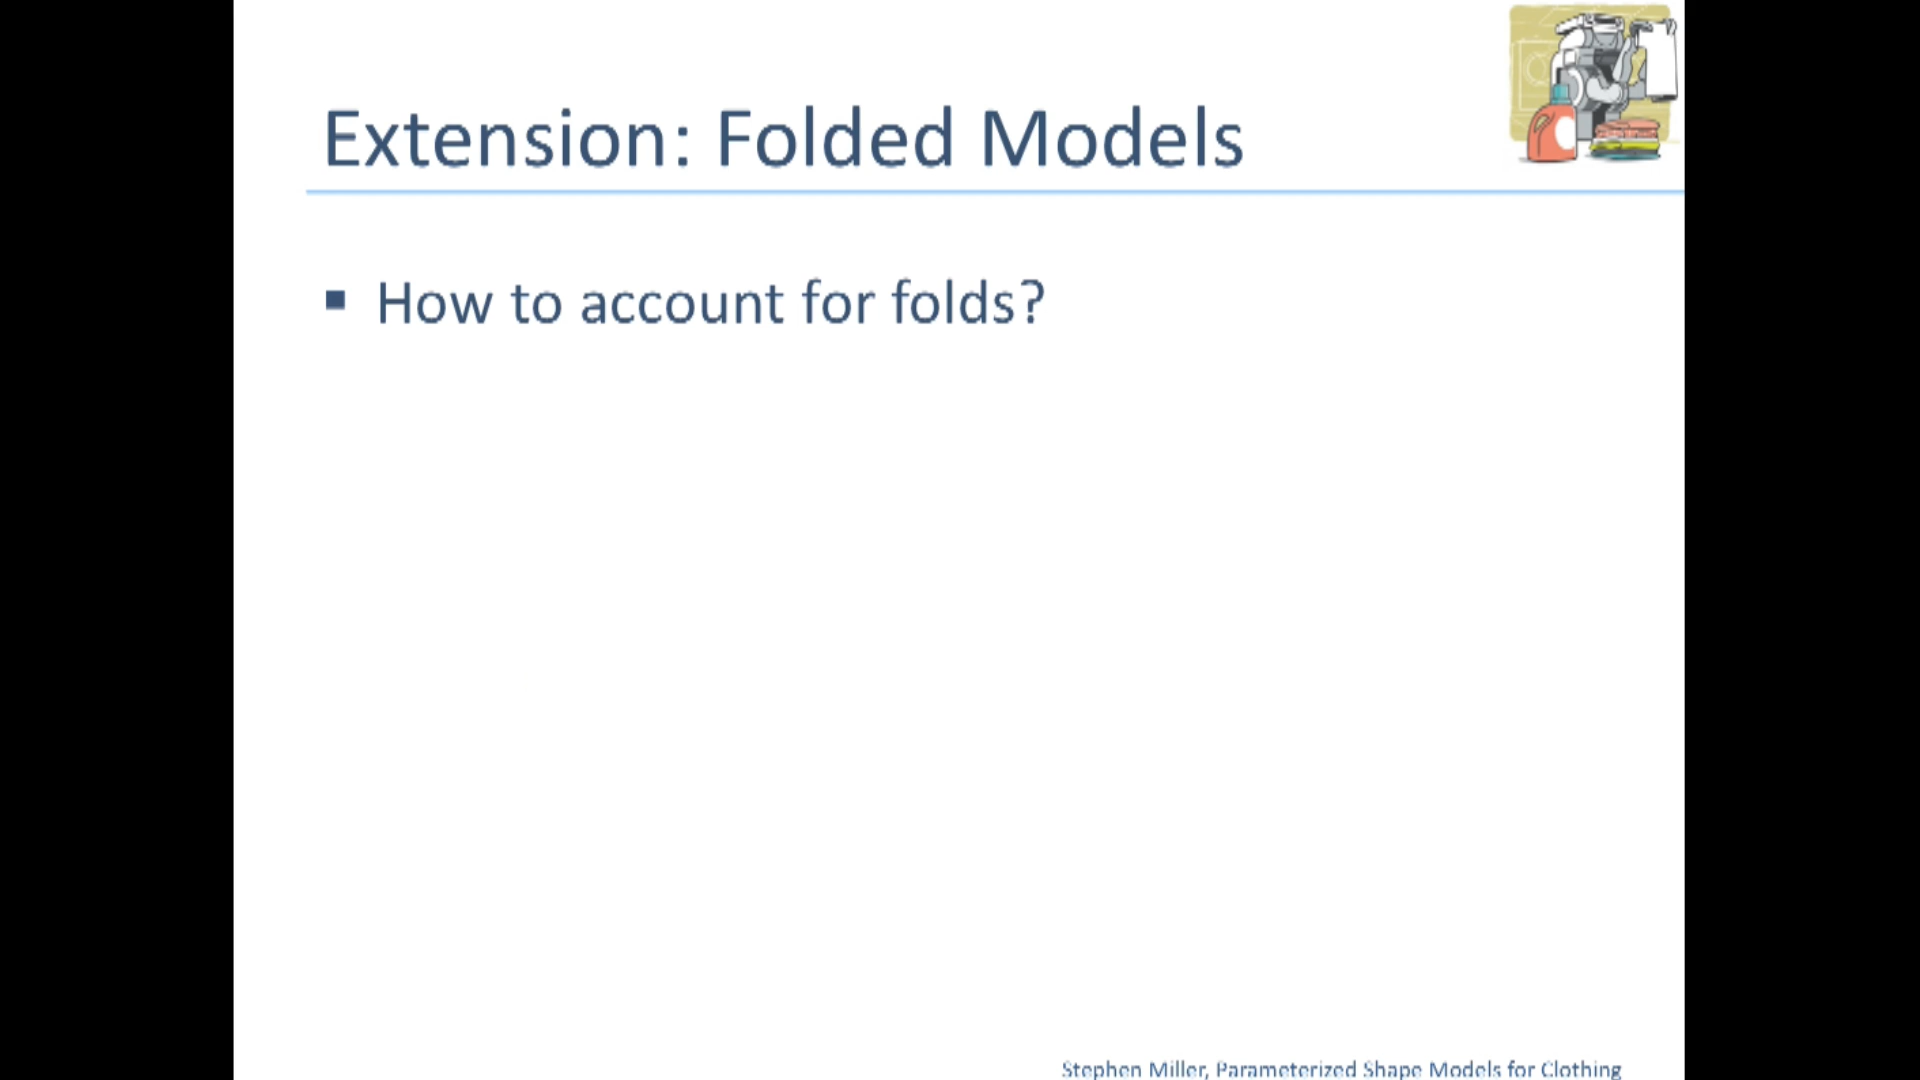 Extension: Folded Models
▪ How to account for folds?
Stephen Miller, Parameterized Shape Models for Clothing